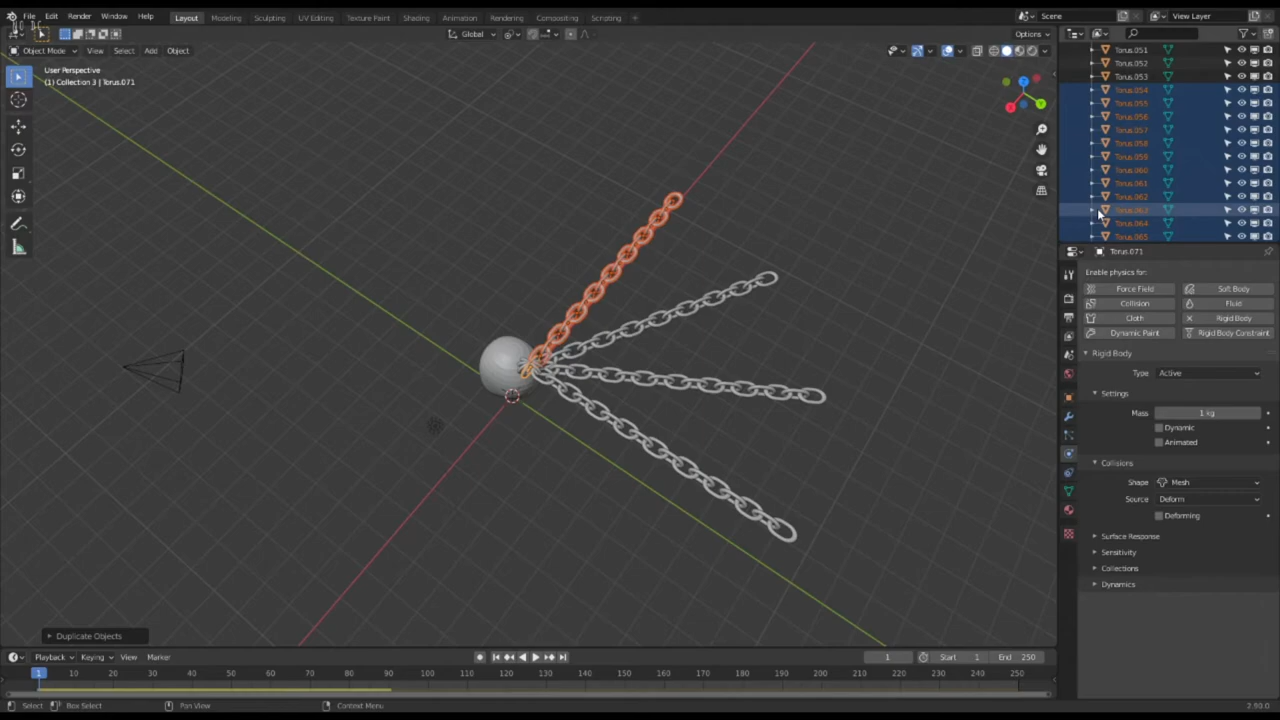 File Edit Render Window Help Layout Modeling Sculpting UV Editing Texture Paint Shading Animation Rendering Compositing Scripting + Scene View Layer
Global Options
Object Mode View Select Add Object
User Perspective
(1) Collection 3 | Torus.071
Z
Y
X
Torus.051
Torus.052
Torus.053
Torus.054
Torus.055
Torus.056
Torus.057
Torus.058
Torus.059
Torus.060
Torus.061
Torus.062
Torus.063
Torus.064
Torus.065
Torus.071
Enable physics for:
Force Field Soft Body
Collision Fluid
Cloth Rigid Body
Dynamic Paint Rigid Body Constraint
Rigid Body
Type Active
Settings
Mass 1 kg
Dynamic
Animated
Collisions
Shape Mesh
Source Deform
Deforming
Surface Response
Sensitivity
Collections
Dynamics
Duplicate Objects
Playback Keying View Marker 1 Start 1 End 250
1 10 20 30 40 50 60 70 80 90 100 110 120 130 140 150 160 170 180 190 200 210 220 230 240 250
Select Box Select Pan View Context Menu 2.90.0